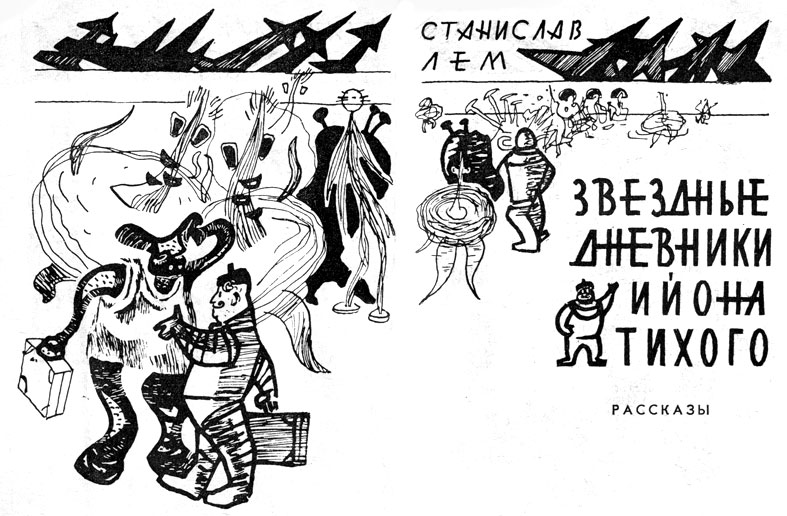 СТАНИСЛАВ
ЛЕМ
ЗВЕЗДНЫЕ
ДНЕВНИКИ
ИЙОНА
ТИХОГО
РАССКАЗЫ